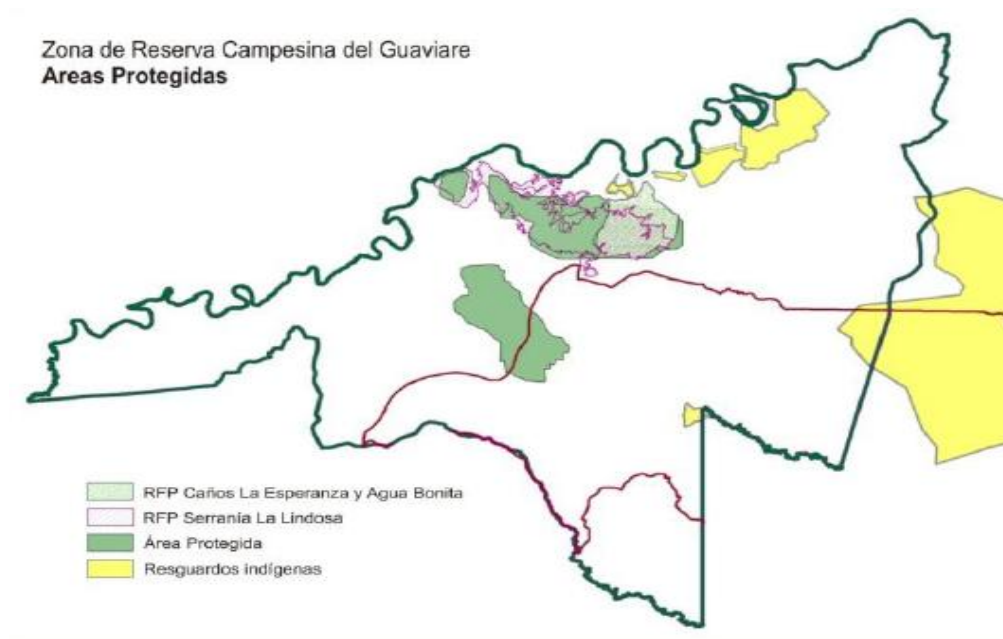 Zona de Reserva Campesina del Guaviare
Areas Protegidas
RFP Caños La Esperanza y Agua Bonita
RFP Serranía La Lindosa
Área Protegida
Resguardos indígenas